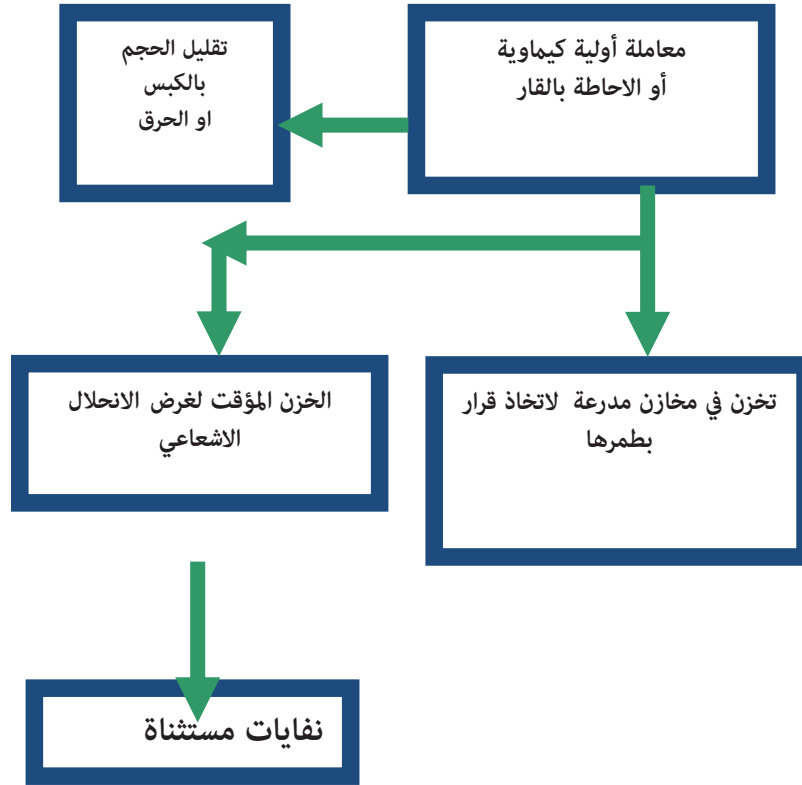 معاملة أولية كيماوية
أو الاحاطة بالقار
تقليل الحجم
بالكبس
او الحرق
تخزن في مخازن مدرعة لاتخاذ قرار
بطمرها
الخزن المؤقت لغرض الانحلال
الاشعاعي
نفايات مستثناة